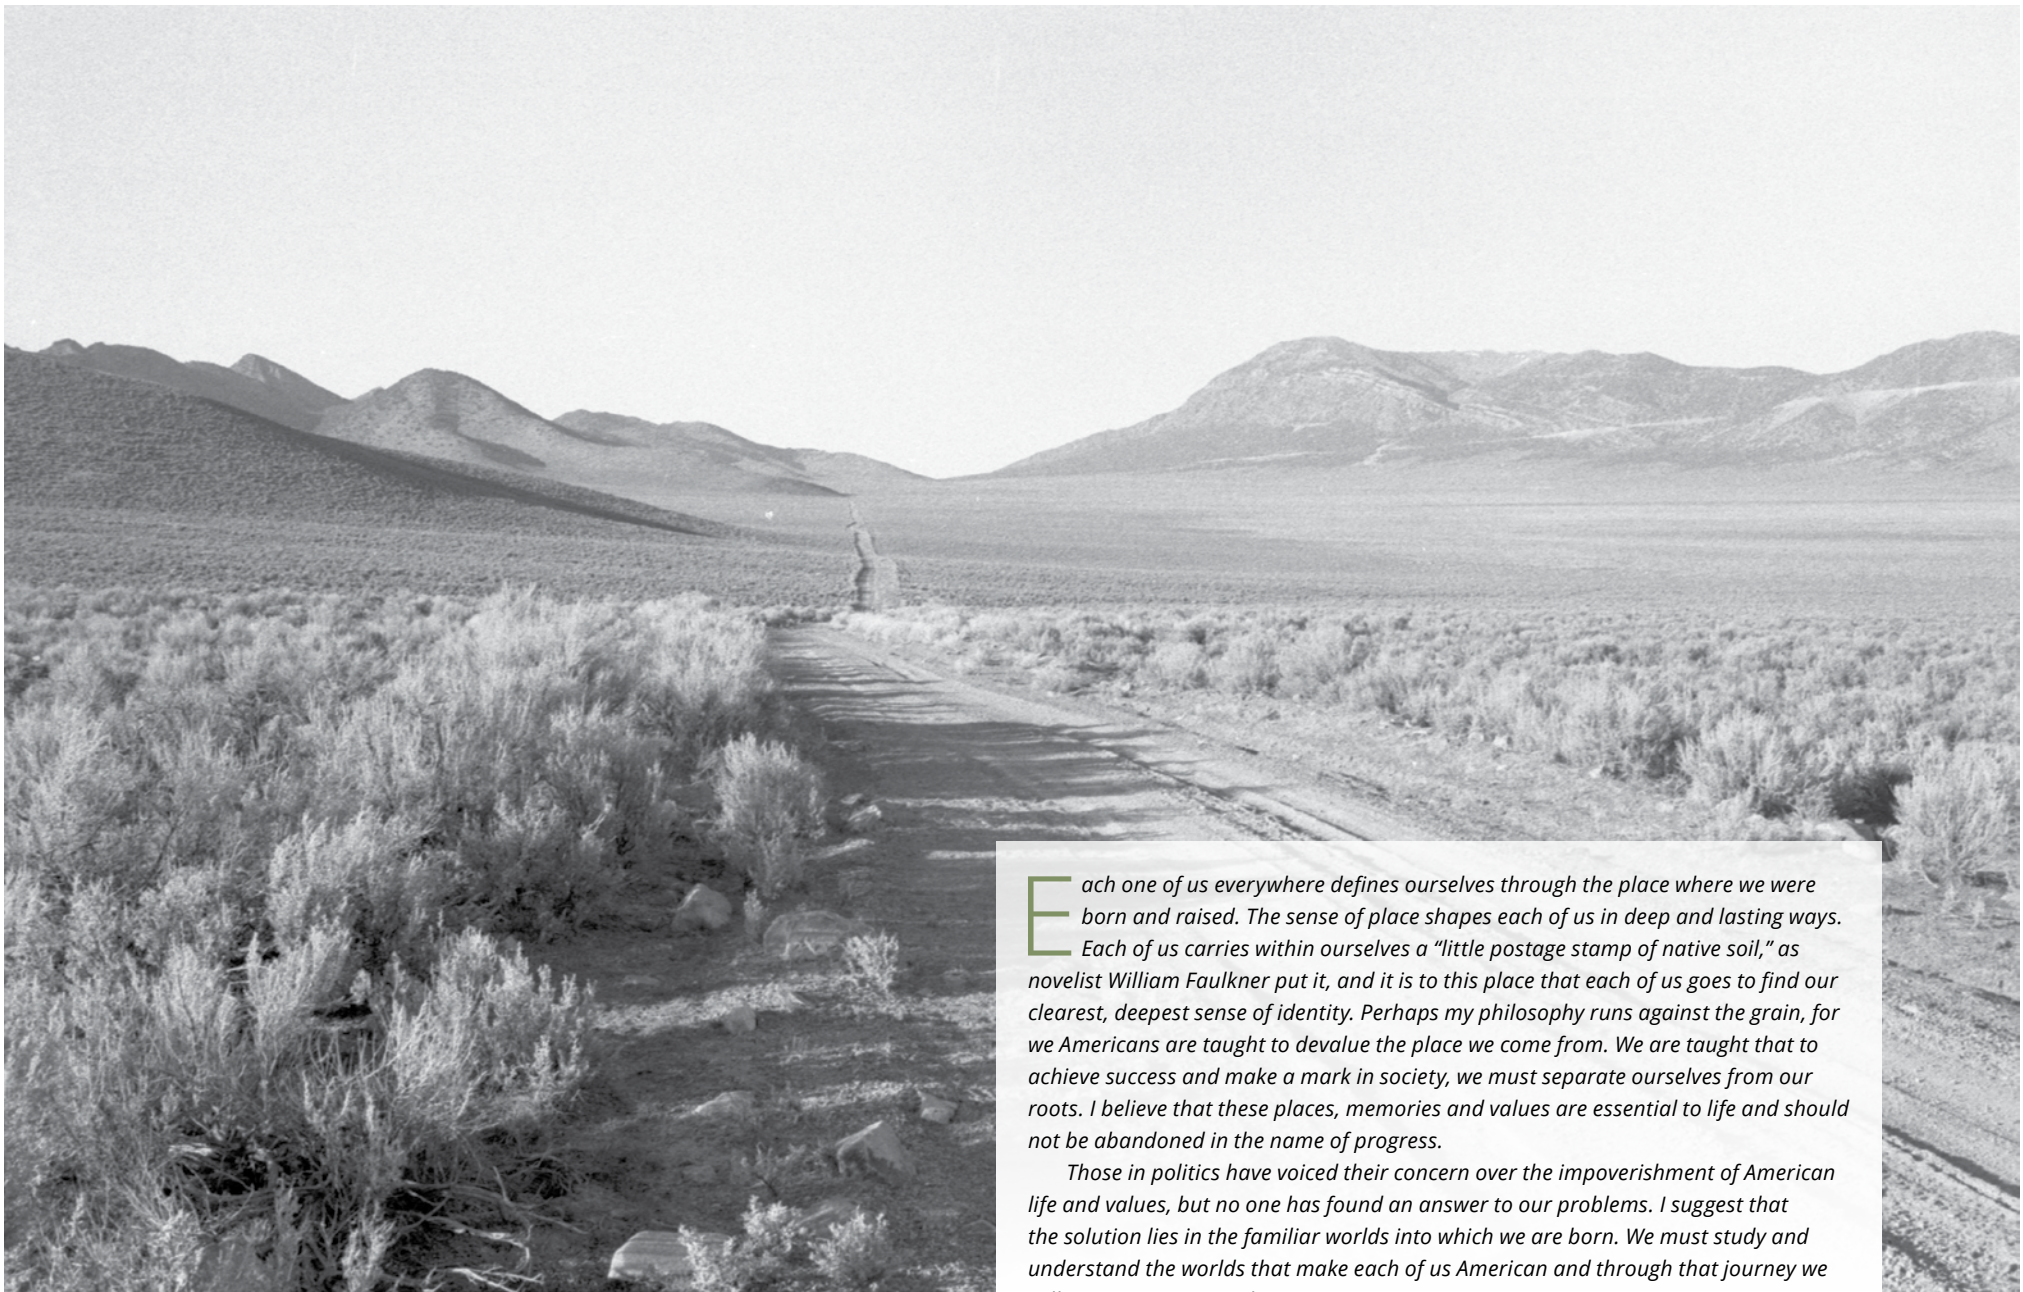 Each one of us everywhere defines ourselves through the place where we were
born and raised. The sense of place shapes each of us in deep and lasting ways.
Each of us carries within ourselves a “little postage stamp of native soil,” as
novelist William Faulkner put it, and it is to this place that each of us goes to find our
clearest, deepest sense of identity. Perhaps my philosophy runs against the grain, for
we Americans are taught to devalue the place we come from. We are taught that to
achieve success and make a mark in society, we must separate ourselves from our
roots. I believe that these places, memories and values are essential to life and should
not be abandoned in the name of progress.
Those in politics have voiced their concern over the impoverishment of American
life and values, but no one has found an answer to our problems. I suggest that
the solution lies in the familiar worlds into which we are born. We must study and
understand the worlds that make each of us American and through that journey we